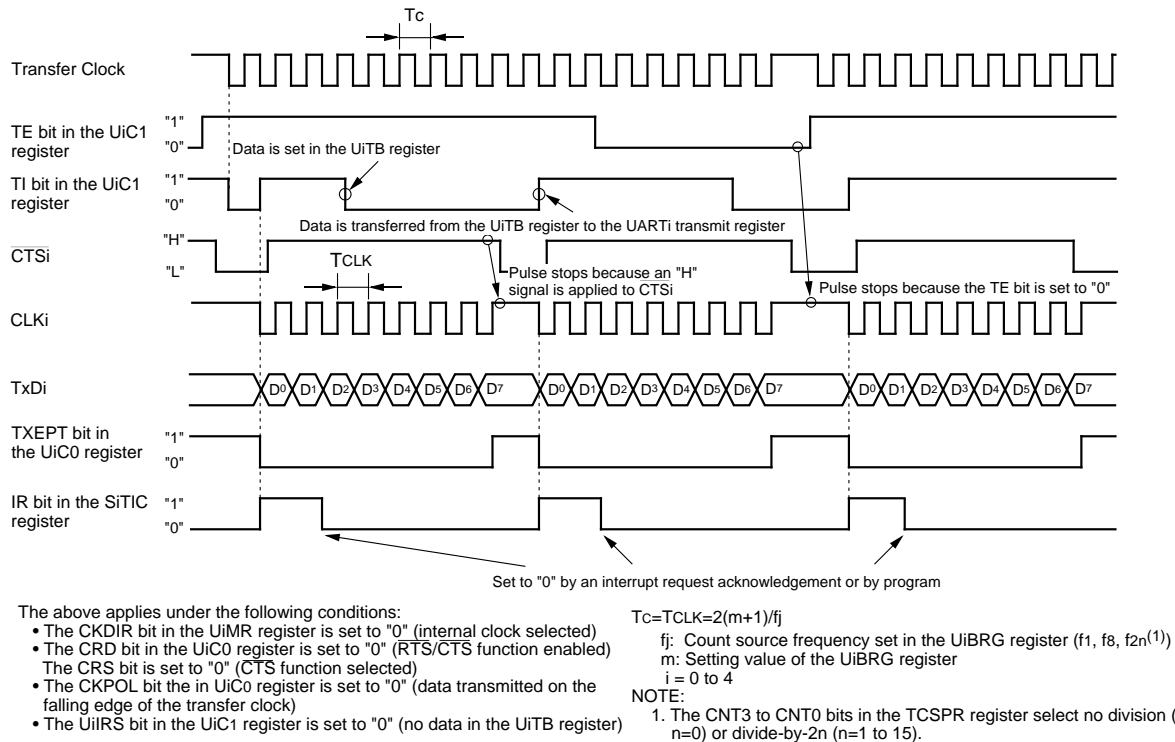 Tc
Transfer Clock
TE bit in the UiC1
register
"1"
"0"
Data is set in the UiTB register
TI bit in the UiC1
register
"1"
"0"
Data is transferred from the UiTB register to the UARTi transmit register
CTSi
"H"
"L"
TCLK
Pulse stops because an "H"
signal is applied to CTSi
Pulse stops because the TE bit is set to "0"
CLKi
TxDi
D0 D1 D2 D3 D4 D5 D6 D7 D0 D1 D2 D3 D4 D5 D6 D7 D0 D1 D2 D3 D4 D5 D6 D7
TXEPT bit in
the UiC0 register
"1"
"0"
IR bit in the SiTIC
register
"1"
"0"
Set to "0" by an interrupt request acknowledgement or by program
The above applies under the following conditions:
• The CKDIR bit in the UiMR register is set to "0" (internal clock selected)
• The CRD bit in the UiC0 register is set to "0" (RTS/CTS function enabled)
The CRS bit is set to "0" (CTS function selected)
• The CKPOL bit the in UiC0 register is set to "0" (data transmitted on the
falling edge of the transfer clock)
• The UiIRS bit in the UiC1 register is set to "0" (no data in the UiTB register)
Tc=TCLK=2(m+1)/fj
fj: Count source frequency set in the UiBRG register (f1, f8, f2n(1))
m: Setting value of the UiBRG register
i = 0 to 4
NOTE:
1. The CNT3 to CNT0 bits in the TCSPR register select no division (
n=0) or divide-by-2n (n=1 to 15).